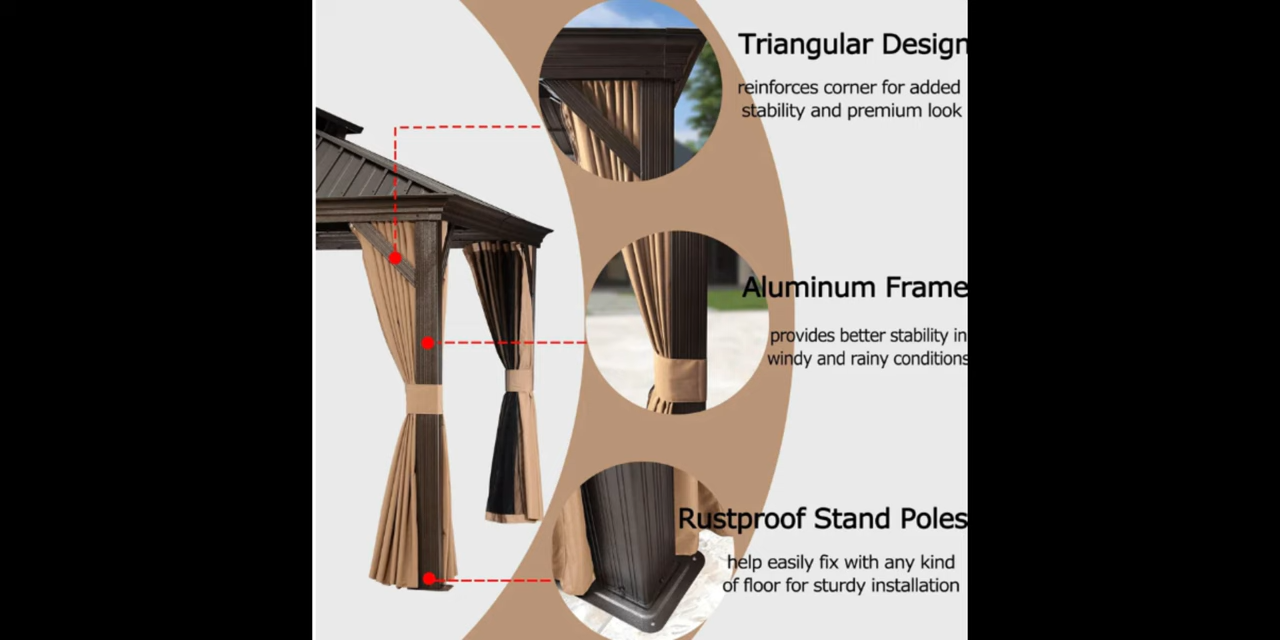 Triangular Design
reinforces corner for added
stability and premium look
Aluminum Frame
provides better stability in
windy and rainy conditions
Rustproof Stand Poles
help easily fix with any kind
of floor for sturdy installation